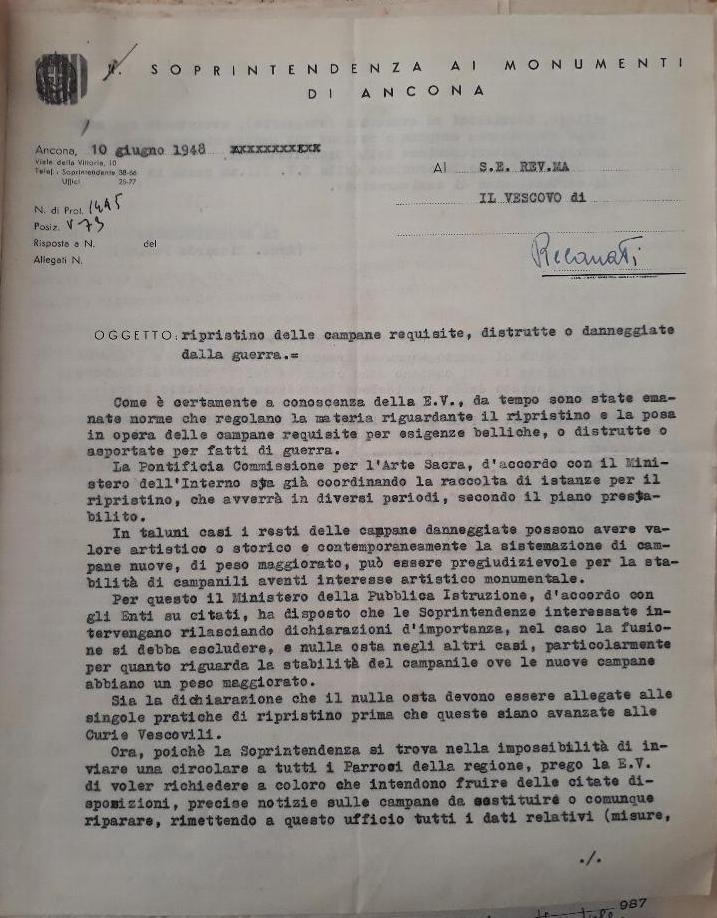 R. SOPRINTENDENZA AI MONUMENTI
DI ANCONA
Ancona, 10 giugno 1948 xxxxxxxxxxx
Viale della Vittoria, 10
Telef.: Soprintendente 38-66
Uffici 25-77
Al S.E. REV.MA
IL VESCOVO di
Recanati
N. di Prot. 1495
Posiz. V 73
Risposta a N. del
Allegati N.
OGGETTO: ripristino delle campane requisite, distrutte o danneggiate
dalla guerra.=
Come è certamente a conoscenza della E.V., da tempo sono state ema-
nate norme che regolano la materia riguardante il ripristino e la posa
in opera delle campane requisite per esigenze belliche, o distrutte o
asportate per fatti di guerra.
La Pontificia Commissione per l'Arte Sacra, d'accordo con il Mini-
stero dell'Interno sta già coordinando la raccolta di istanze per il
ripristino, che avverrà in diversi periodi, secondo il piano presta-
bilito.
In taluni casi i resti delle campane danneggiate possono avere va-
lore artistico o storico e contemporaneamente la sistemazione di cam-
pane nuove, di peso maggiorato, può essere pregiudizievole per la sta-
bilità di campanili aventi interesse artistico monumentale.
Per questo il Ministero della Pubblica Istruzione, d'accordo con
gli Enti su citati, ha disposto che le Soprintendenze interessate in-
tervengano rilasciando dichiarazioni d'importanza, nel caso la fusio-
ne si debba escludere, e nulla osta negli altri casi, particolarmente
per quanto riguarda la stabilità del campanile ove le nuove campane
abbiano un peso maggiorato.
Sia la dichiarazione che il nulla osta devono essere allegate alle
singole pratiche di ripristino prima che queste siano avanzate alle
Curie Vescovili.
Ora, poichè la Soprintendenza si trova nella impossibilità di in-
viare una circolare a tutti i Parroci della regione, prego la E.V.
di voler richiedere a coloro che intendono fruire delle citate di-
sposizioni, precise notizie sulle campane da sostituire o comunque
riparare, rimettendo a questo ufficio tutti i dati relativi (misure,
./.
987